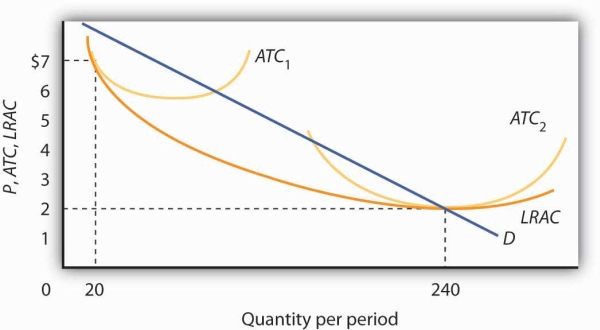 $7
6
5
4
3
2
1
0
P, ATC, LRAC
ATC1
ATC2
LRAC
D
20
240
Quantity per period